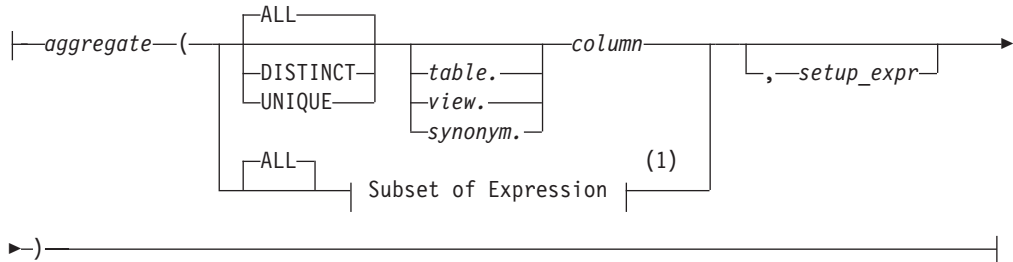 ALL
aggregate ( column
DISTINCT table. , setup_expr
UNIQUE view.
synonym.
ALL (1)
Subset of Expression
)